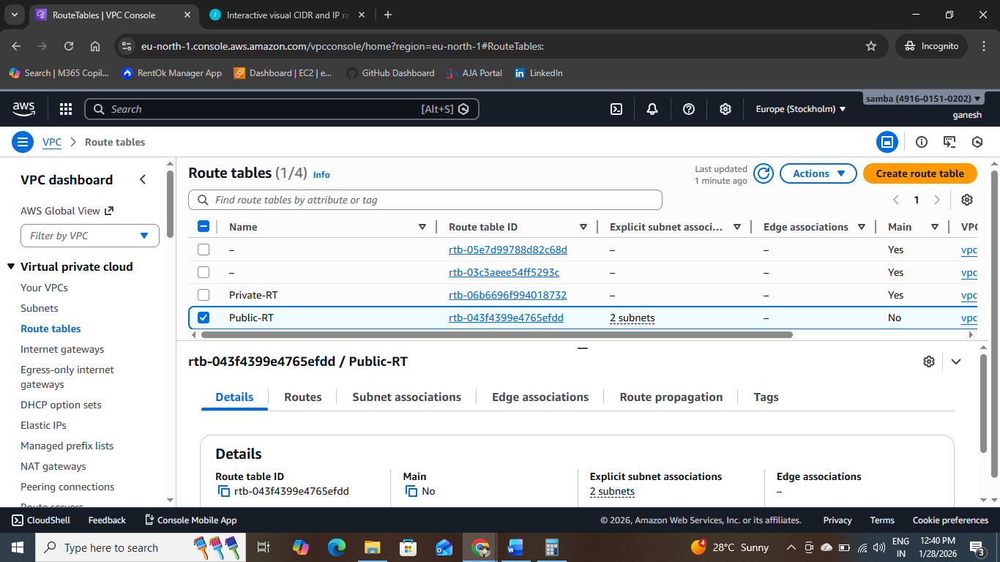 RouteTables | VPC Console
Interactive visual CIDR and IP ra
eu-north-1.console.aws.amazon.com/vpcconsole/home?region=eu-north-1#RouteTables:
Incognito
Search | M365 Copil...
RentOk Manager App
Dashboard | EC2 | e...
GitHub Dashboard
AJA Portal
LinkedIn
aws
Search
[Alt+S]
Europe (Stockholm)
samba (4916-0151-0202)
ganesh
VPC
Route tables
VPC dashboard
AWS Global View
Filter by VPC
Virtual private cloud
Your VPCs
Subnets
Route tables
Internet gateways
Egress-only internet
gateways
DHCP option sets
Elastic IPs
Managed prefix lists
NAT gateways
Peering connections
Route servers
Route tables (1/4) Info
Last updated
1 minute ago
Actions
Create route table
Find route tables by attribute or tag
1
Name Route table ID Explicit subnet associ... Edge associations Main VPC
– rtb-05e7d99788d82c68d – – Yes vpc
– rtb-03c3aeee54ff5293c – – Yes vpc
Private-RT rtb-06b6696f994018732 – – Yes vpc
Public-RT rtb-043f4399e4765efdd 2 subnets – No vpc
rtb-043f4399e4765efdd / Public-RT
Details Routes Subnet associations Edge associations Route propagation Tags
Details
Route table ID Main Explicit subnet associations Edge associations
rtb-043f4399e4765efdd No 2 subnets –
CloudShell Feedback Console Mobile App © 2026, Amazon Web Services, Inc. or its affiliates. Privacy Terms Cookie preferences
Type here to search
4
28°C Sunny
ENG
IN
12:40 PM
1/28/2026
3